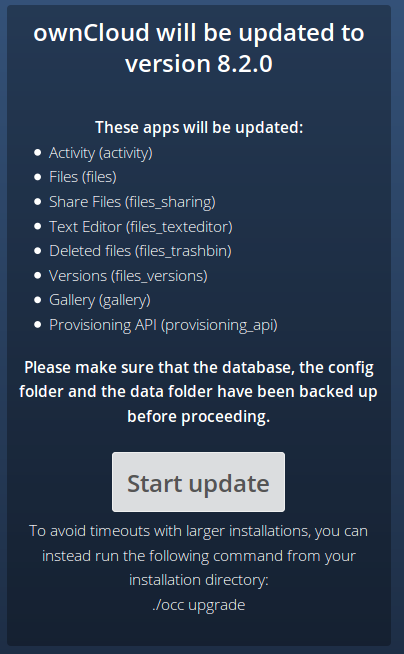 ownCloud will be updated to
version 8.2.0
These apps will be updated:
Activity (activity)
Files (files)
Share Files (files_sharing)
Text Editor (files_texteditor)
Deleted files (files_trashbin)
Versions (files_versions)
Gallery (gallery)
Provisioning API (provisioning_api)
Please make sure that the database, the config
folder and the data folder have been backed up
before proceeding.
Start update
To avoid timeouts with larger installations, you can
instead run the following command from your
installation directory:
./occ upgrade